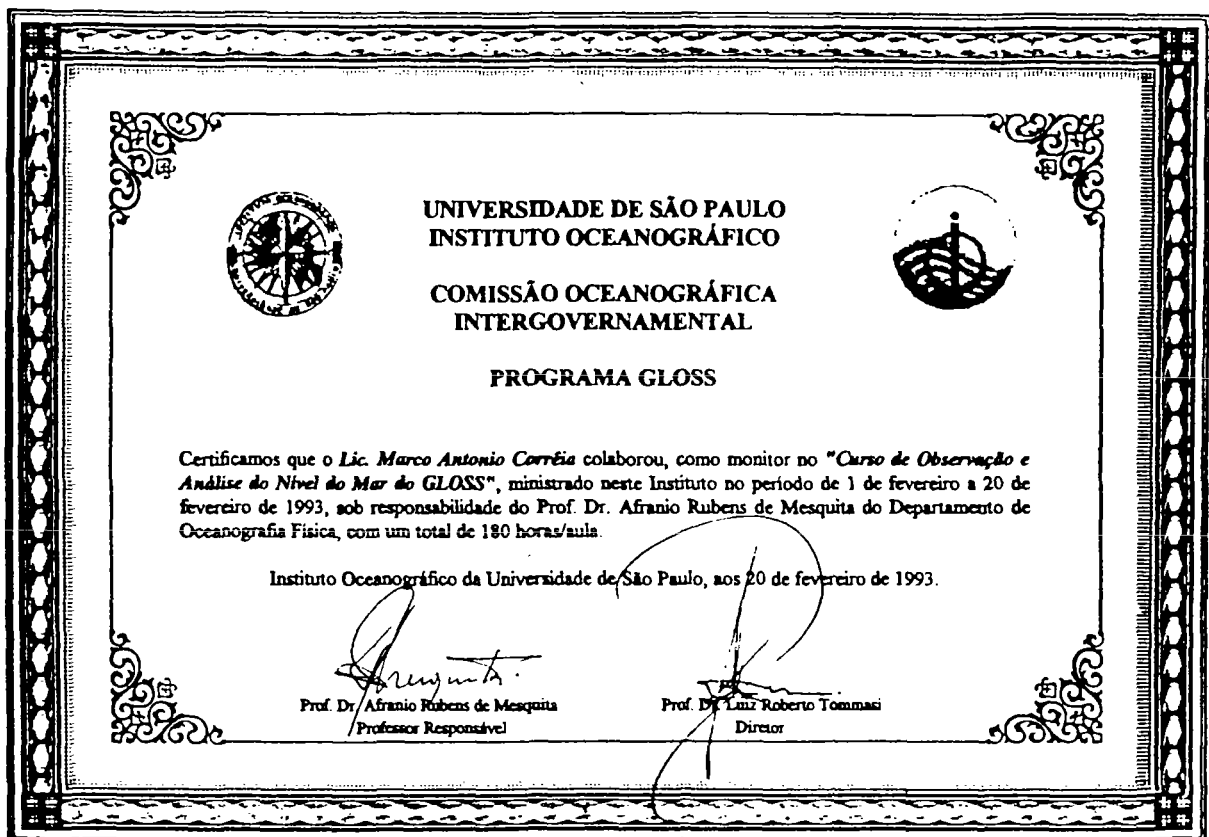 UNIVERSIDADE DE SÃO PAULO
INSTITUTO OCEANOGRÁFICO
COMISSÃO OCEANOGRÁFICA
INTERGOVERNAMENTAL
PROGRAMA GLOSS
Certificamos que o Lic. Marco Antonio Corrêia colaborou, como monitor no "Curso de Observação e
Análise do Nível do Mar do GLOSS", ministrado neste Instituto no período de 1 de fevereiro a 20 de
fevereiro de 1993, sob responsabilidade do Prof. Dr. Afranio Rubens de Mesquita do Departamento de
Oceanografia Física, com um total de 180 horas/aula.
Instituto Oceanográfico da Universidade de São Paulo, aos 20 de fevereiro de 1993.
Prof. Dr. Afranio Rubens de Mesquita
Professor Responsável
Prof. Dr. Luiz Roberto Tommasi
Diretor